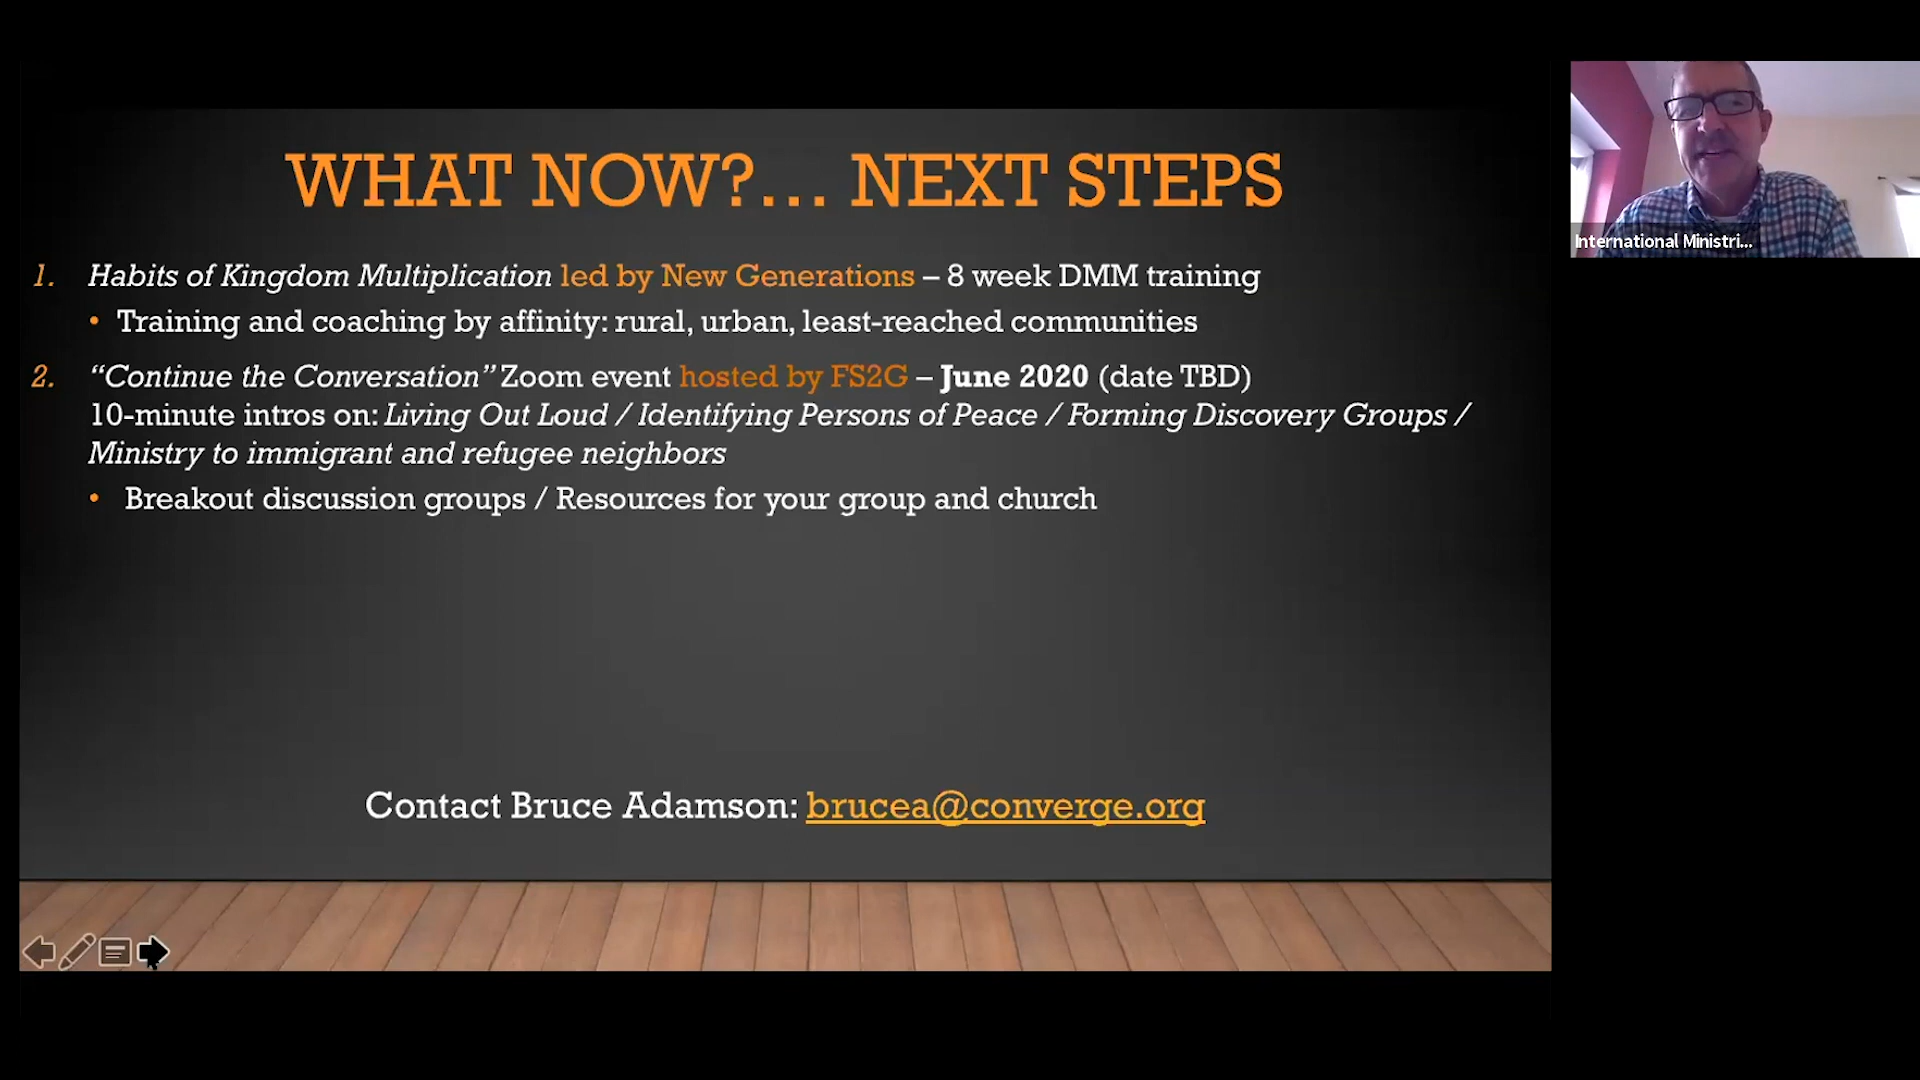 WHAT NOW?... NEXT STEPS
International Ministri...
1. Habits of Kingdom Multiplication led by New Generations – 8 week DMM training
• Training and coaching by affinity: rural, urban, least-reached communities
2. “Continue the Conversation” Zoom event hosted by FS2G – June 2020 (date TBD)
10-minute intros on: Living Out Loud / Identifying Persons of Peace / Forming Discovery Groups /
Ministry to immigrant and refugee neighbors
• Breakout discussion groups / Resources for your group and church
Contact Bruce Adamson: brucea@converge.org